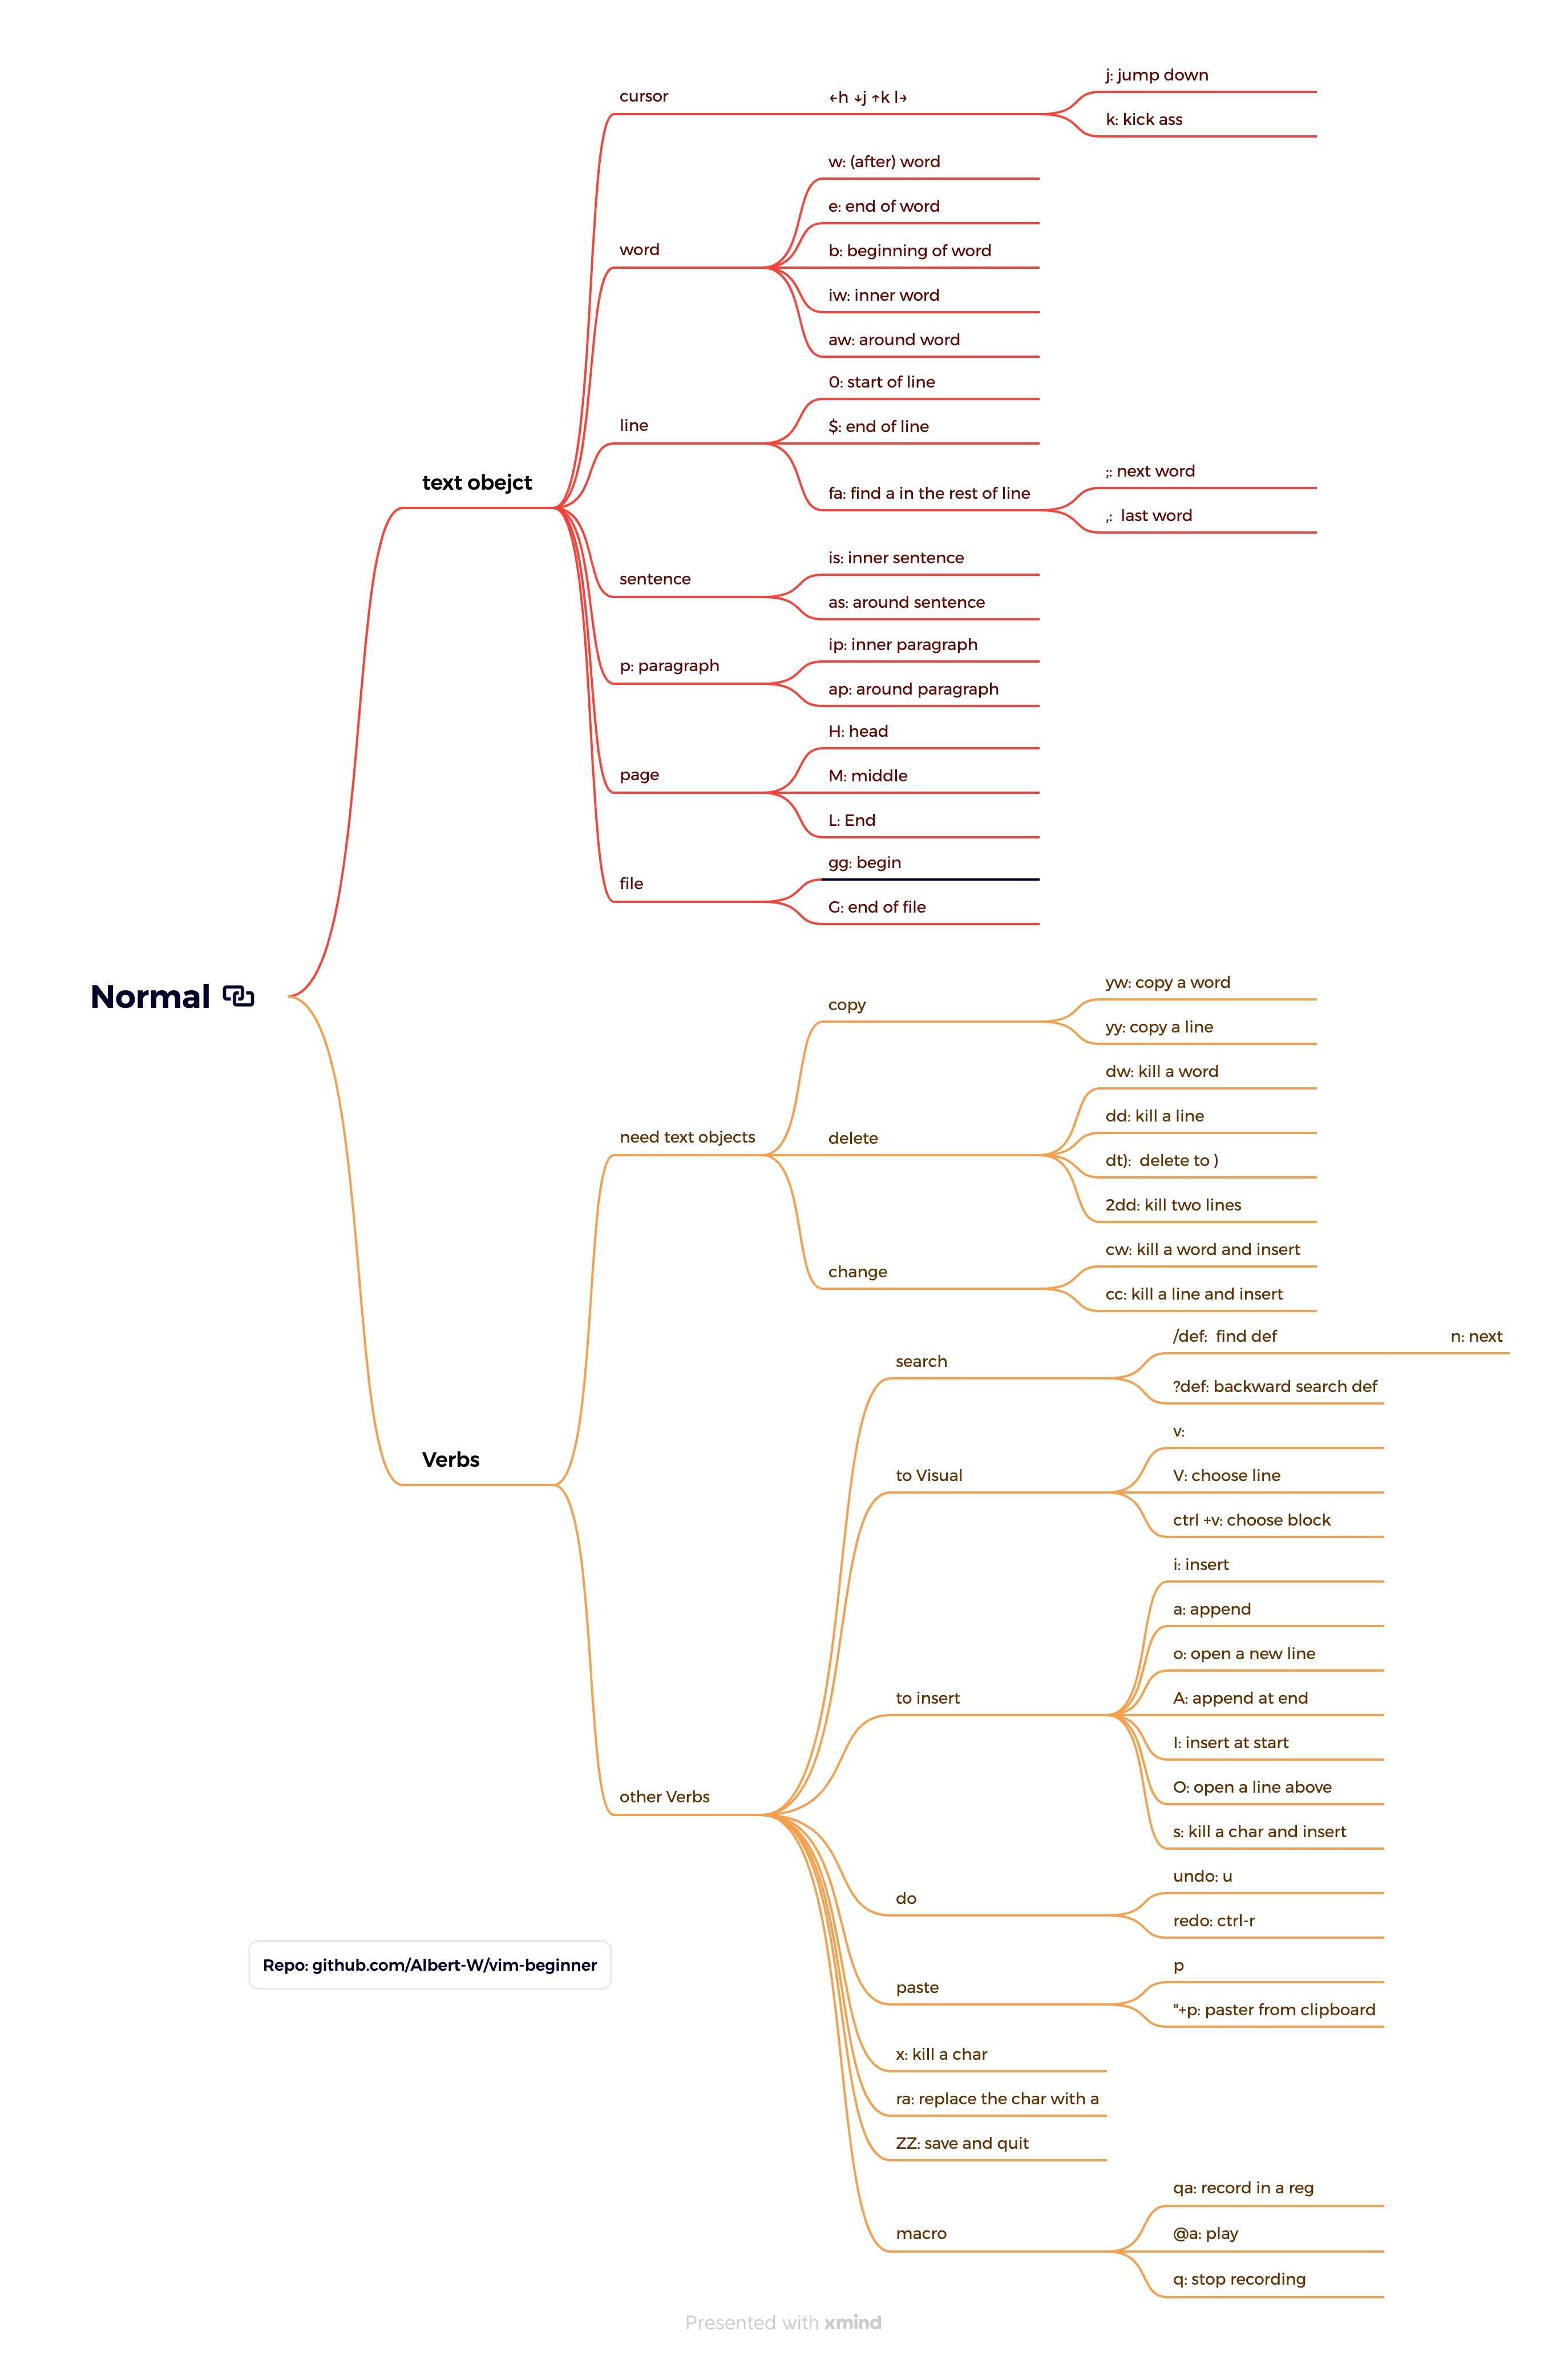 Normal
text obejct
cursor
←h ↓j ↑k l→
j: jump down
k: kick ass
word
w: (after) word
e: end of word
b: beginning of word
iw: inner word
aw: around word
line
0: start of line
$: end of line
fa: find a in the rest of line
;: next word
,:  last word
sentence
is: inner sentence
as: around sentence
p: paragraph
ip: inner paragraph
ap: around paragraph
page
H: head
M: middle
L: End
file
gg: begin
G: end of file
Verbs
need text objects
copy
yw: copy a word
yy: copy a line
delete
dw: kill a word
dd: kill a line
dt):  delete to )
2dd: kill two lines
change
cw: kill a word and insert
cc: kill a line and insert
other Verbs
search
/def:  find def
n: next
?def: backward search def
to Visual
v:
V: choose line
ctrl +v: choose block
to insert
i: insert
a: append
o: open a new line
A: append at end
I: insert at start
O: open a line above
s: kill a char and insert
do
undo: u
redo: ctrl-r
paste
p
"+p: paster from clipboard
x: kill a char
ra: replace the char with a
ZZ: save and quit
macro
qa: record in a reg
@a: play
q: stop recording
Repo: github.com/Albert-W/vim-beginner
Presented with xmind